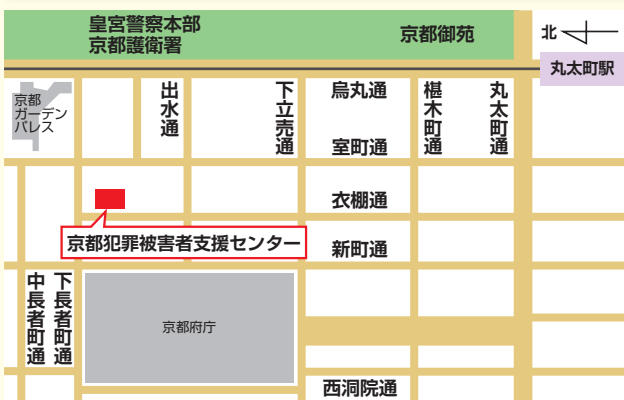 皇宮警察本部
京都護衛署
京都御苑
北
丸太町駅
京都
ガーデン
パレス
出水通
下立売通
烏丸通
椹木町通
丸太町通
室町通
衣棚通
京都犯罪被害者支援センター
新町通
中長者町通
下長者町通
京都府庁
西洞院通